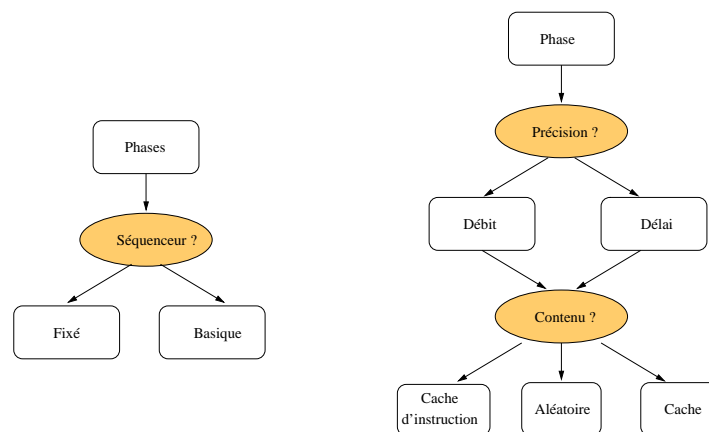 Phases
Séquenceur ?
Fixé
Basique
Phase
Précision ?
Débit
Délai
Contenu ?
Cache
d'instruction
Aléatoire
Cache